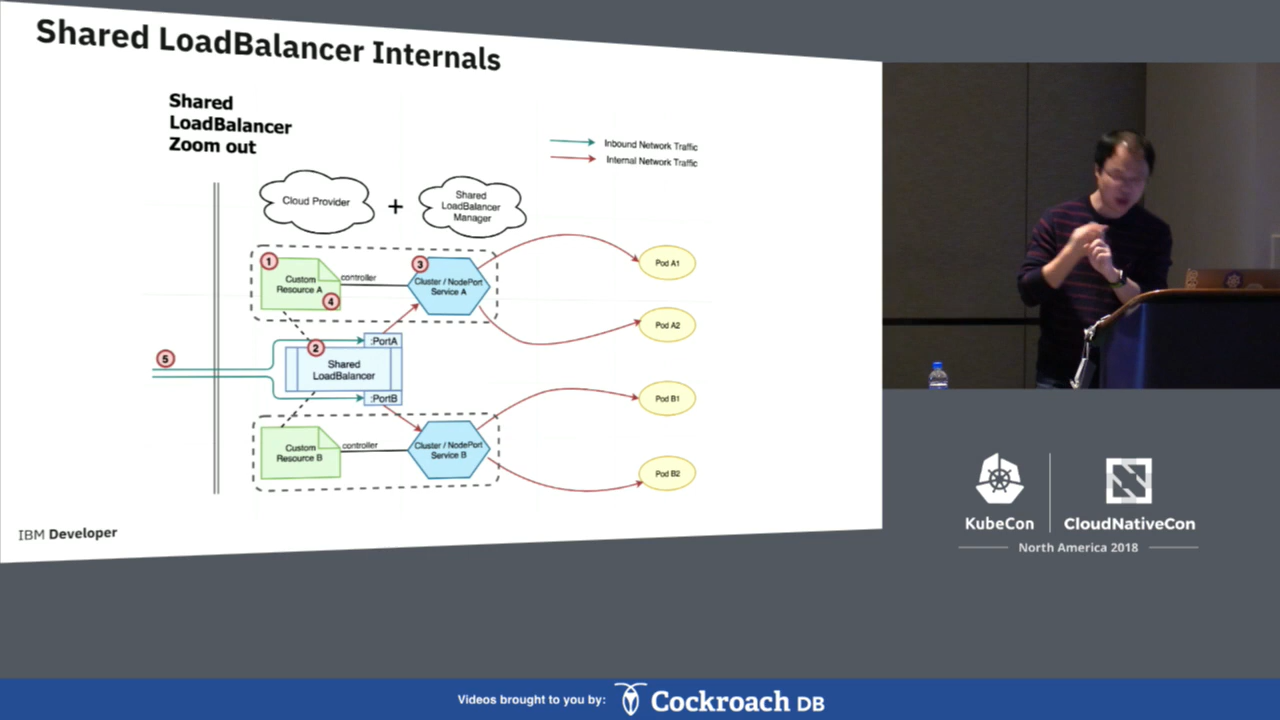 Shared LoadBalancer Internals
Shared
LoadBalancer
Zoom out
Inbound Network Traffic
Internal Network Traffic
Cloud Provider
+
Shared
LoadBalancer
Manager
1
Custom
Resource A
4
controller
3
Cluster / NodePort
Service A
Pod A1
Pod A2
5
2
:PortA
Shared
LoadBalancer
:PortB
Custom
Resource B
controller
Cluster / NodePort
Service B
Pod B1
Pod B2
IBM Developer
KubeCon
CloudNativeCon
North America 2018
Videos brought to you by:
Cockroach DB